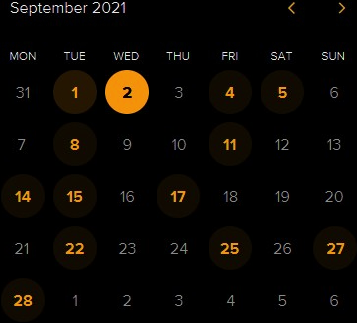 September 2021
MON TUE WED THU FRI SAT SUN
31 1 2 3 4 5 6
7 8 9 10 11 12 13
14 15 16 17 18 19 20
21 22 23 24 25 26 27
28 1 2 3 4 5 6